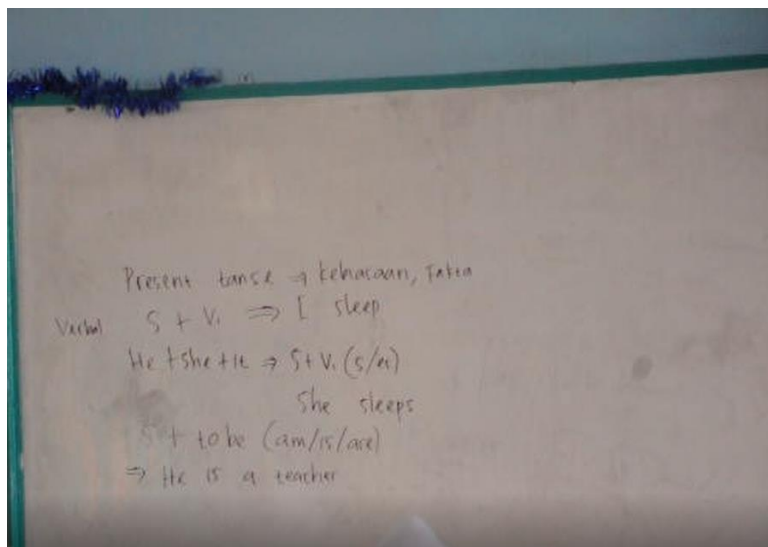 Present tanse → kebiasaan, Fakta
Verbal S + V₁ ⇒ I sleep
He + she + it → S + V₁ (s/es)
She sleeps
S + to be (am/is/are)
⇒ He is a teacher